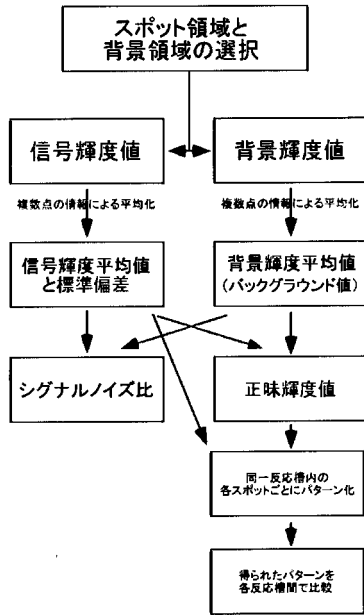 スポット領域と
背景領域の選択
信号輝度値
背景輝度値
複数点の情報による平均化
複数点の情報による平均化
信号輝度平均値
と標準偏差
背景輝度平均値
(バックグラウンド値)
シグナルノイズ比
正味輝度値
同一反応槽内の
各スポットごとにパターン化
得られたパターンを
各反応槽間で比較